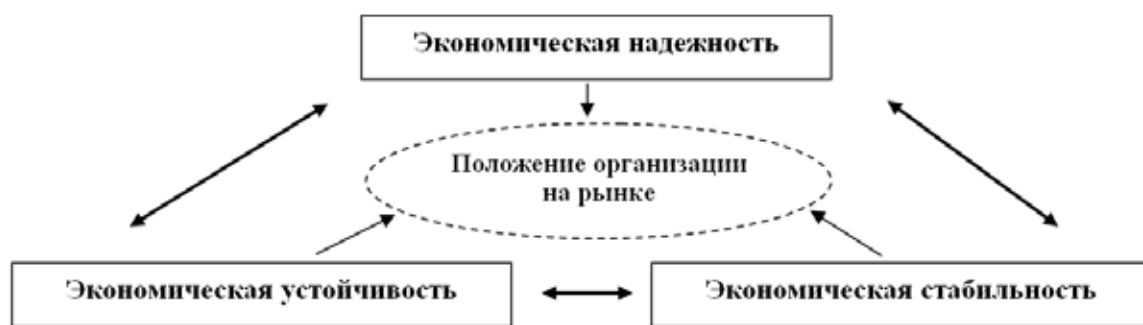 Экономическая надежность
Положение организации
на рынке
Экономическая устойчивость
Экономическая стабильность